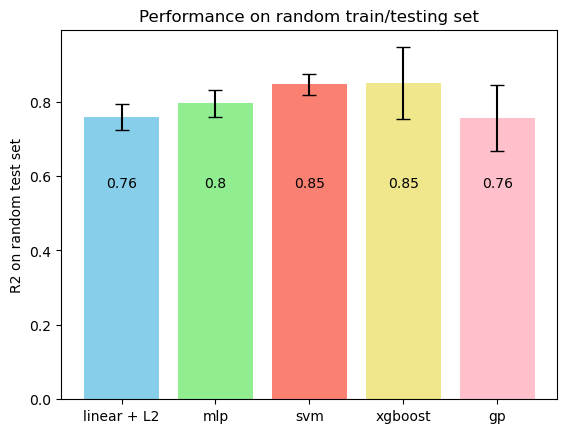 Performance on random train/testing set
R2 on random test set
0.8
0.6
0.4
0.2
0.0
0.76
0.8
0.85
0.85
0.76
linear + L2
mlp
svm
xgboost
gp